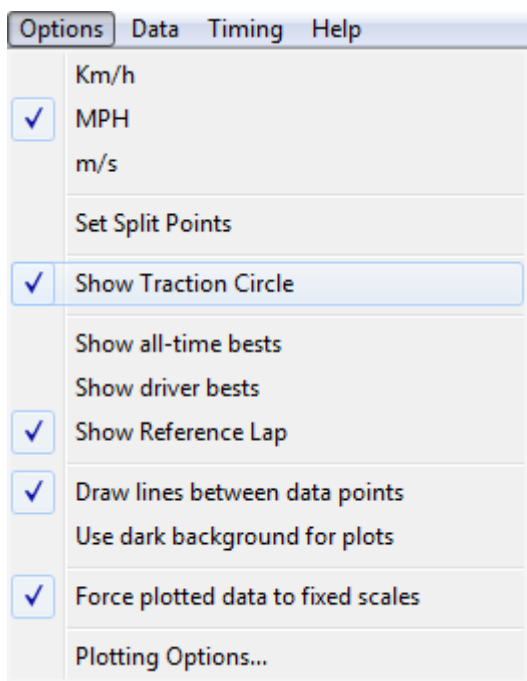 Options Data Timing Help
Km/h
MPH
m/s
Set Split Points
Show Traction Circle
Show all-time bests
Show driver bests
Show Reference Lap
Draw lines between data points
Use dark background for plots
Force plotted data to fixed scales
Plotting Options...